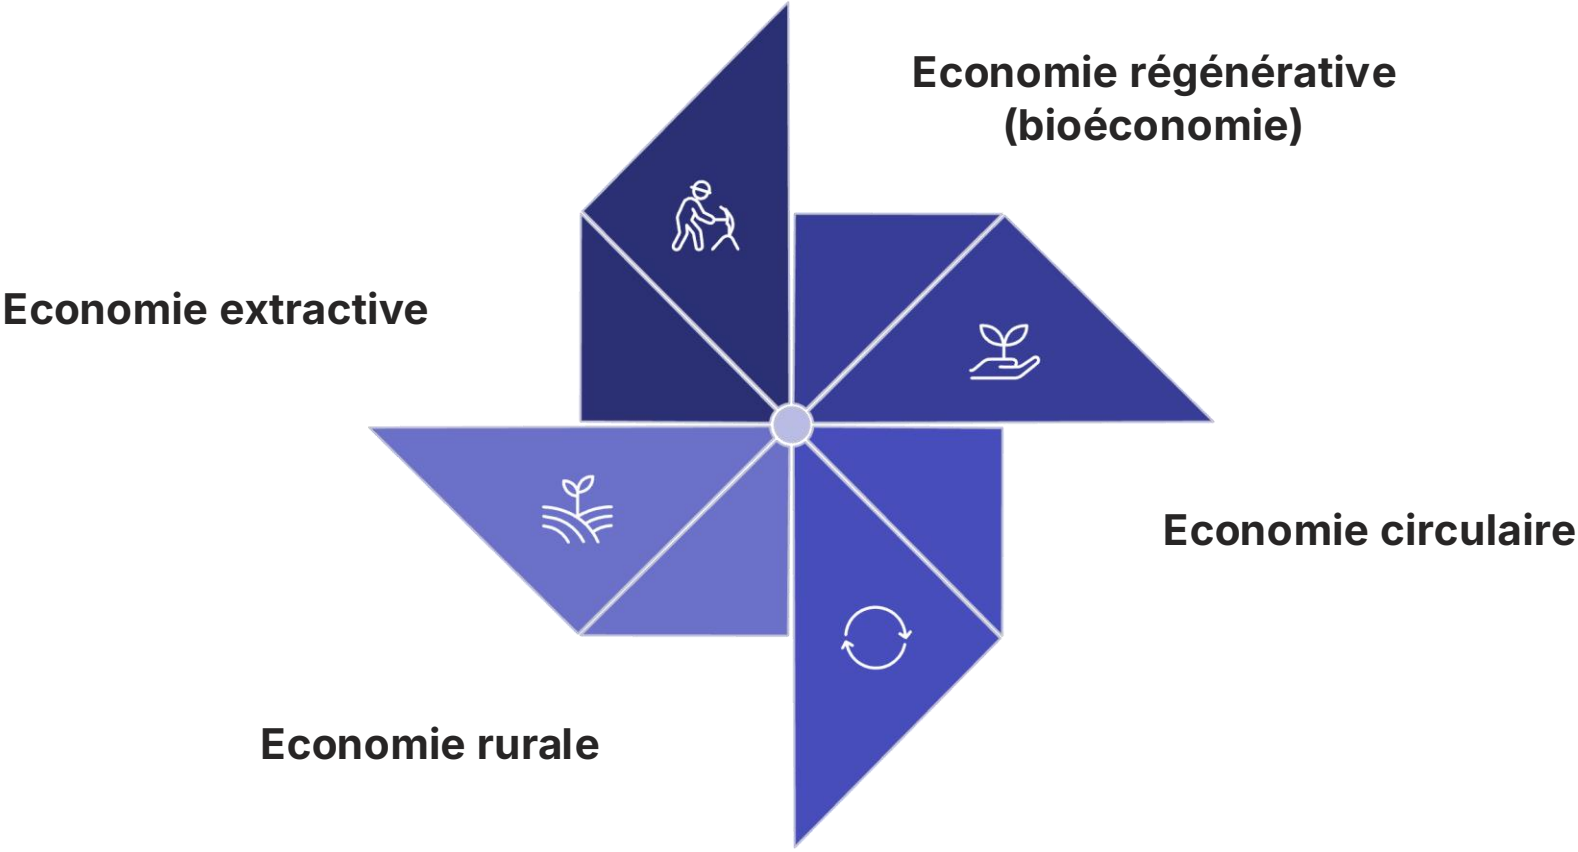 Economie régénérative
(bioéconomie)
Economie extractive
Economie circulaire
Economie rurale